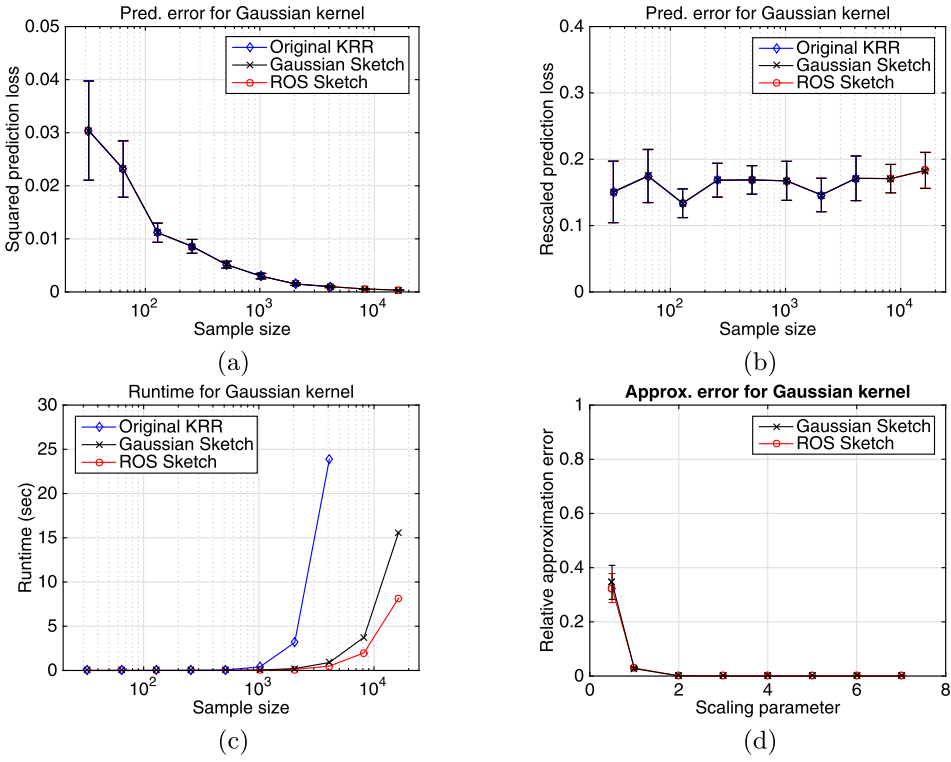 Pred. error for Gaussian kernel
0.05
0.04
0.03
0.02
0.01
0
Squared prediction loss
Original KRR
Gaussian Sketch
ROS Sketch
10^2
10^3
10^4
Sample size
(a)
Pred. error for Gaussian kernel
0.4
0.3
0.2
0.1
0
Rescaled prediction loss
Original KRR
Gaussian Sketch
ROS Sketch
10^2
10^3
10^4
Sample size
(b)
Runtime for Gaussian kernel
30
25
20
15
10
5
0
Runtime (sec)
Original KRR
Gaussian Sketch
ROS Sketch
10^2
10^3
10^4
Sample size
(c)
Approx. error for Gaussian kernel
1
0.8
0.6
0.4
0.2
0
Relative approximation error
Gaussian Sketch
ROS Sketch
0
2
4
6
8
Scaling parameter
(d)